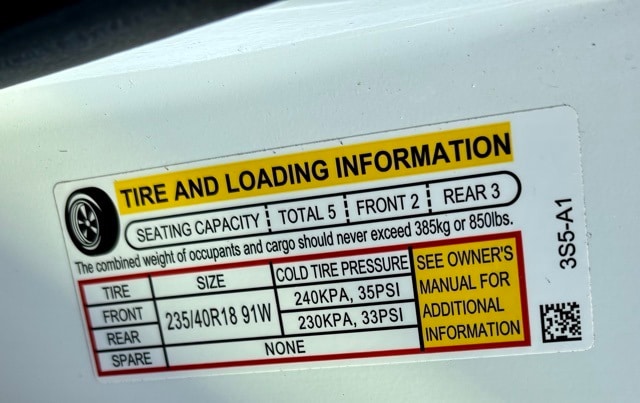 TIRE AND LOADING INFORMATION
SEATING CAPACITY TOTAL 5 FRONT 2 REAR 3
The combined weight of occupants and cargo should never exceed 385kg or 850lbs.
TIRE SIZE COLD TIRE PRESSURE
FRONT 235/40R18 91W 240KPA, 35PSI
REAR 230KPA, 33PSI
SPARE NONE
SEE OWNER'S
MANUAL FOR
ADDITIONAL
INFORMATION
3S5-A1